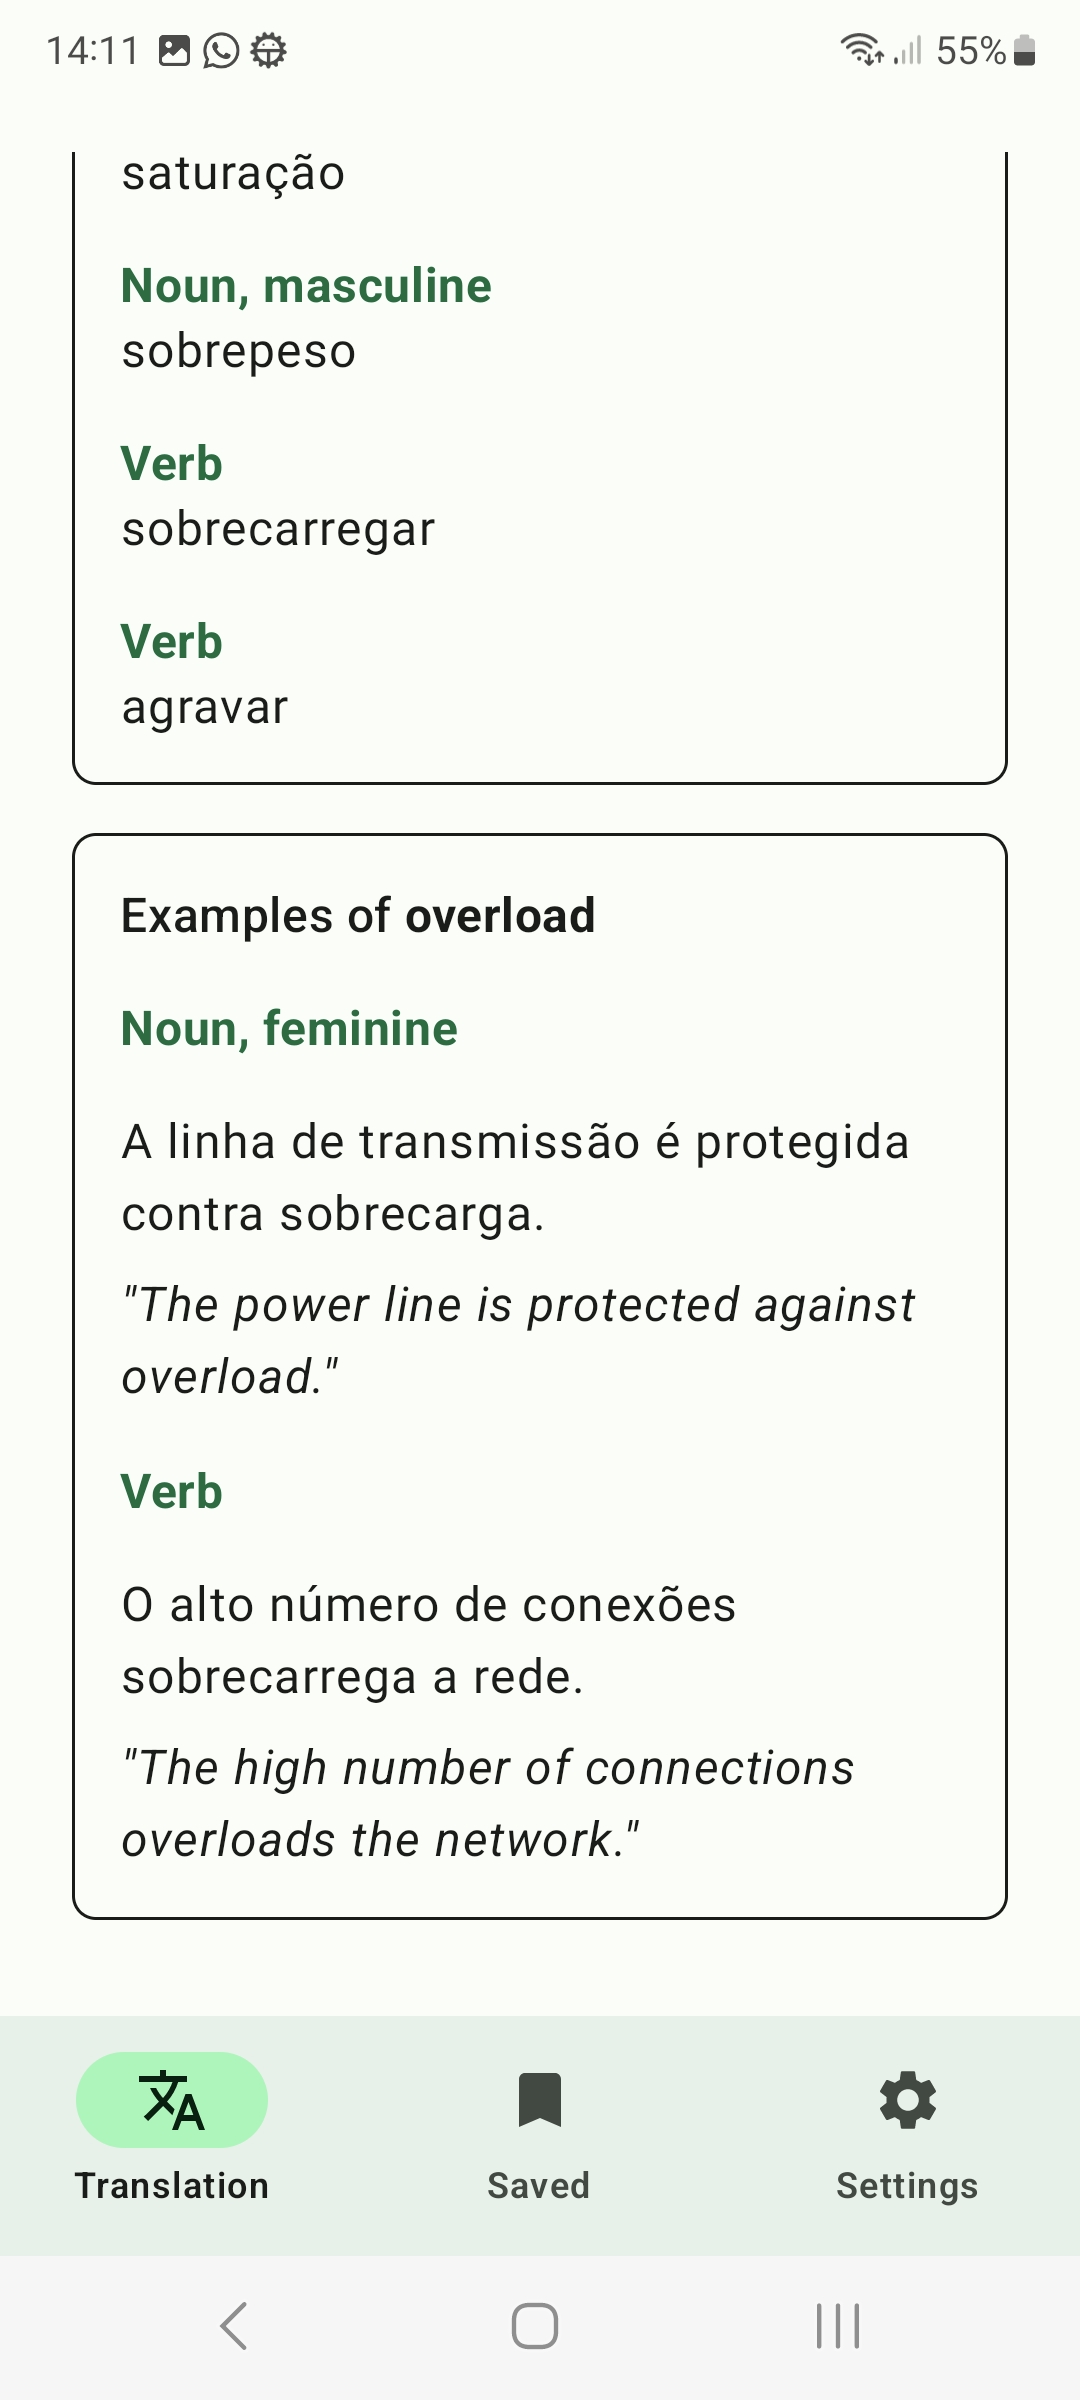 14:11
55%
saturação
Noun, masculine
sobrepeso
Verb
sobrecarregar
Verb
agravar
Examples of overload
Noun, feminine
A linha de transmissão é protegida
contra sobrecarga.
"The power line is protected against
overload."
Verb
O alto número de conexões
sobrecarrega a rede.
"The high number of connections
overloads the network."
Translation
Saved
Settings